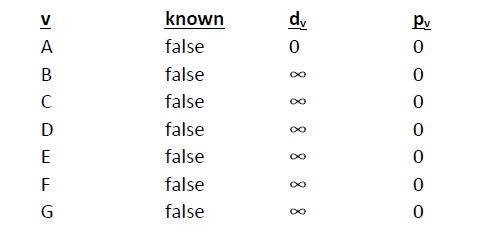 v known dv pv
A false 0 0
B false ∞ 0
C false ∞ 0
D false ∞ 0
E false ∞ 0
F false ∞ 0
G false ∞ 0